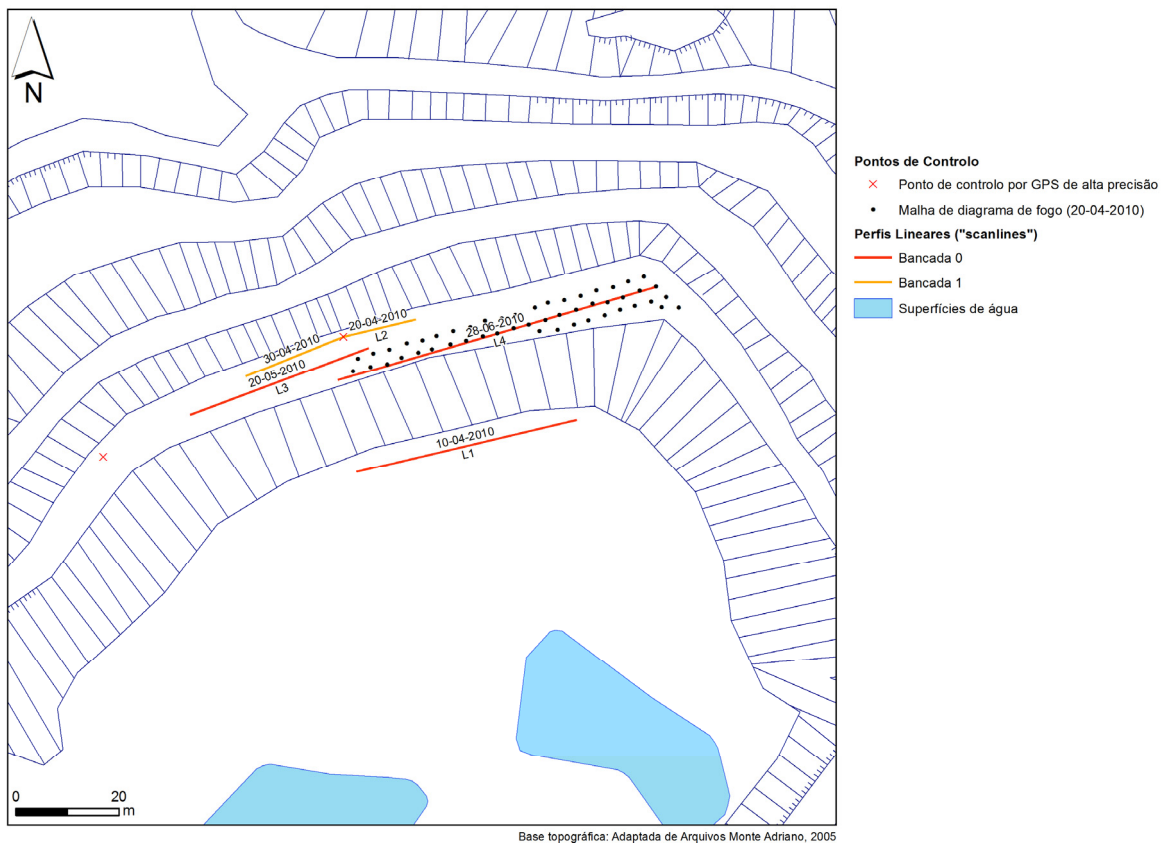 N
Pontos de Controlo
Ponto de controlo por GPS de alta precisão
Malha de diagrama de fogo (20-04-2010)
Perfis Lineares ("scanlines")
Bancada 0
Bancada 1
Superfícies de água
20-04-2010
L2
28-06-2010
L4
30-04-2010
20-05-2010
L3
10-04-2010
L1
0 20
m
Base topográfica: Adaptada de Arquivos Monte Adriano, 2005